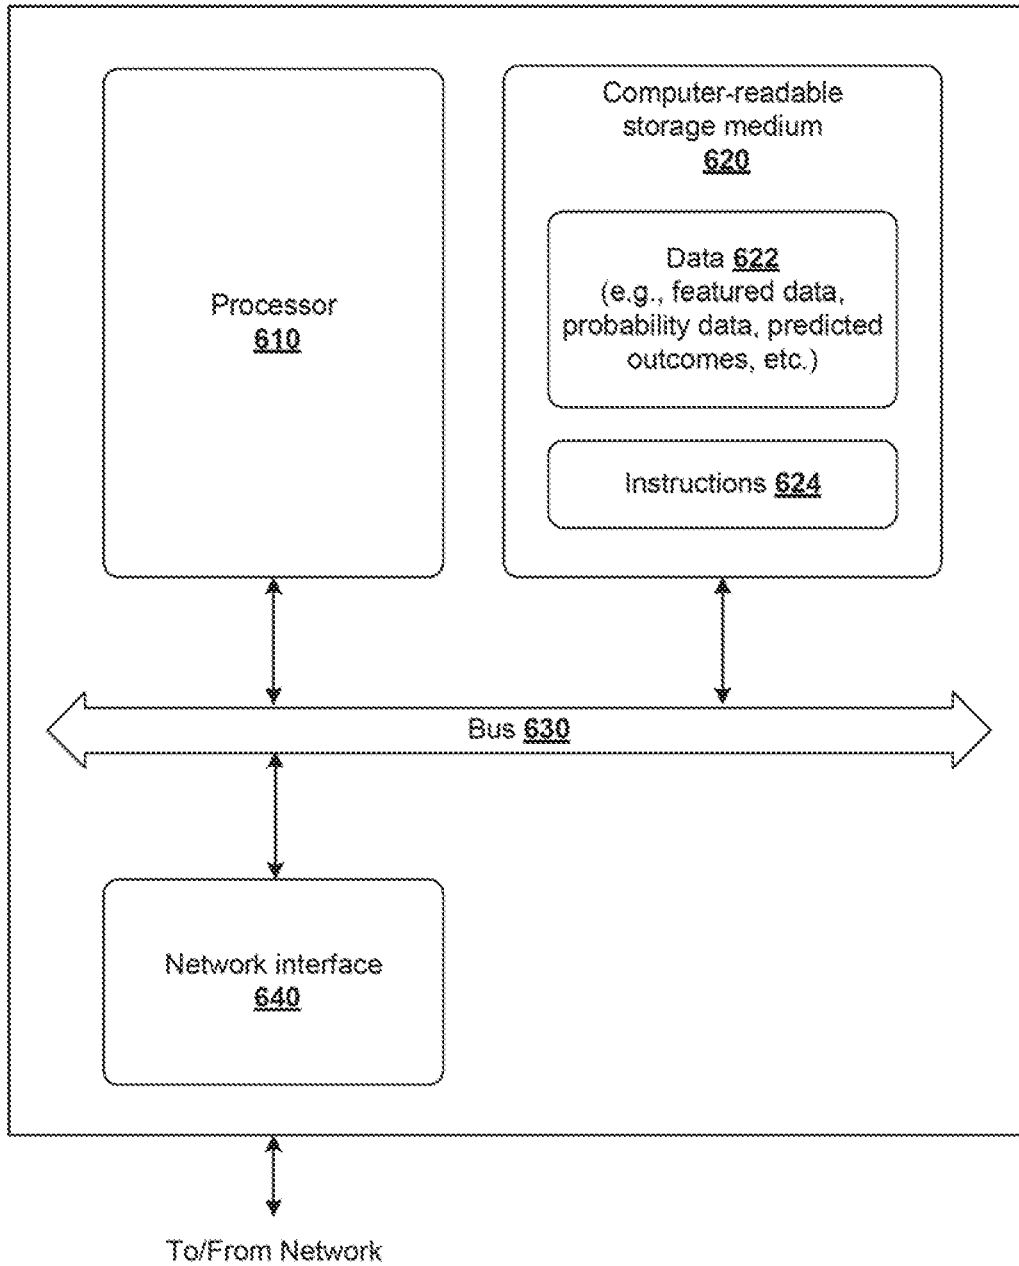 Processor
610
Computer-readable
storage medium
620
Data 622
(e.g., featured data,
probability data, predicted
outcomes, etc.)
Instructions 624
Bus 630
Network interface
640
To/From Network